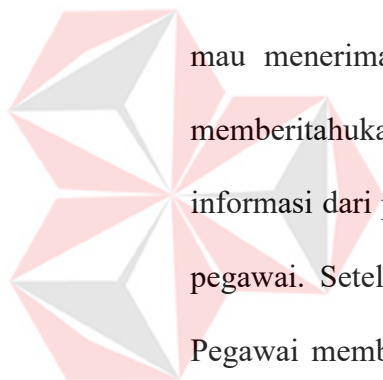 mau menerima
memberitahuka
informasi dari p
pegawai. Setel
Pegawai memb